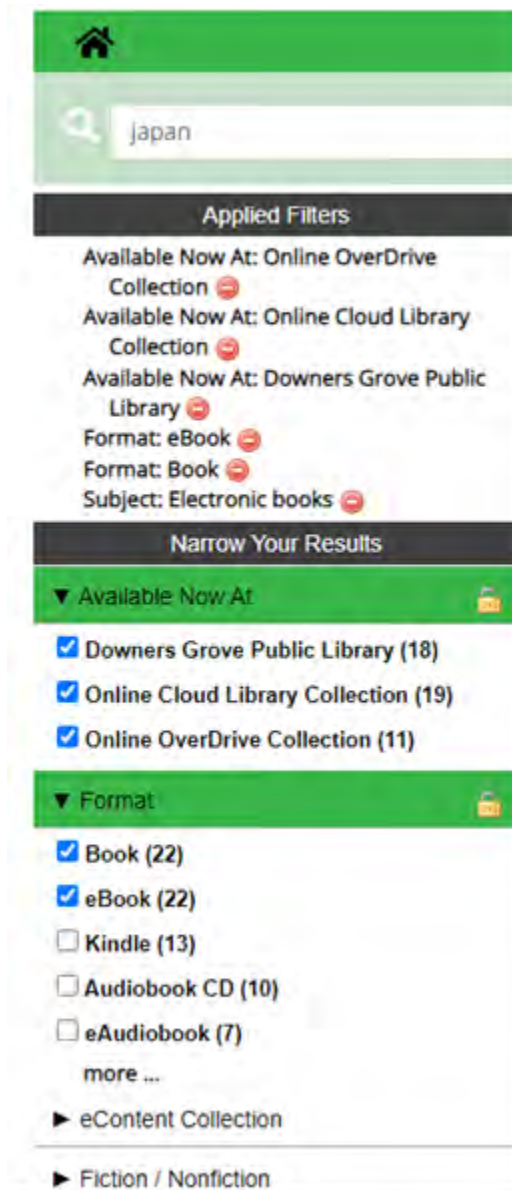 japan
Applied Filters
Available Now At: Online OverDrive
Collection
Available Now At: Online Cloud Library
Collection
Available Now At: Downers Grove Public
Library
Format: eBook
Format: Book
Subject: Electronic books
Narrow Your Results
▼ Available Now At
Downers Grove Public Library (18)
Online Cloud Library Collection (19)
Online OverDrive Collection (11)
▼ Format
Book (22)
eBook (22)
Kindle (13)
Audiobook CD (10)
eAudiobook (7)
more ...
► eContent Collection
► Fiction / Nonfiction